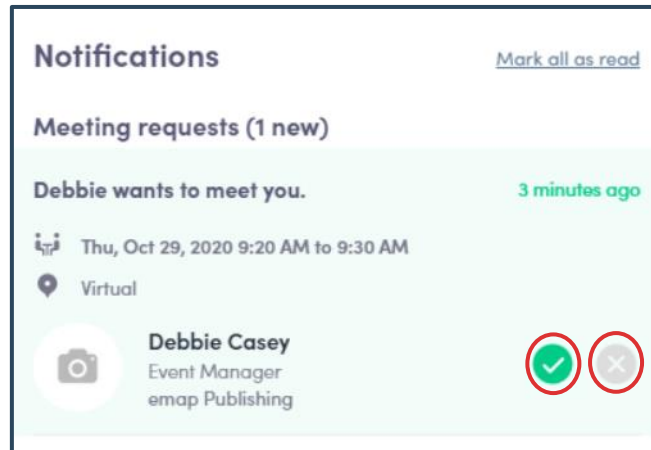 Notifications
Mark all as read
Meeting requests (1 new)
Debbie wants to meet you.
3 minutes ago
Thu, Oct 29, 2020 9:20 AM to 9:30 AM
Virtual
Debbie Casey
Event Manager
emap Publishing